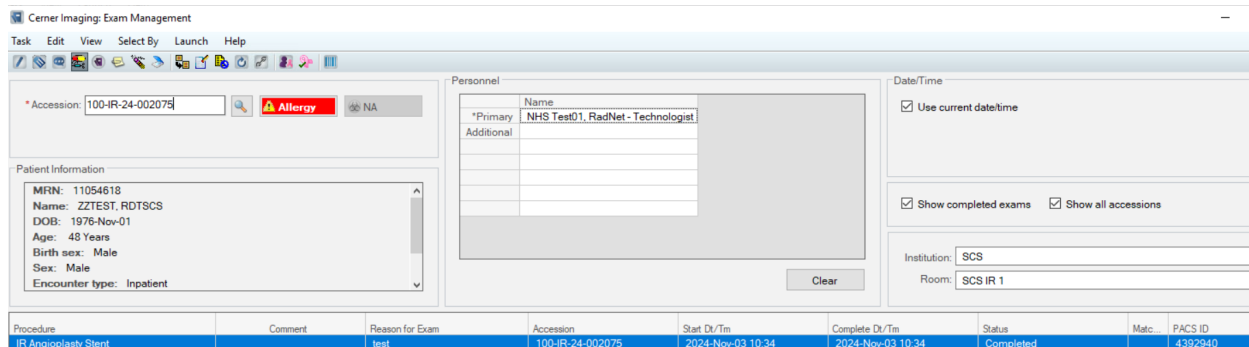 Cerner Imaging: Exam Management
Task Edit View Select By Launch Help
*Accession: 100-IR-24-002075 Allergy NA
Patient Information
MRN: 11054618
Name: ZZTEST, RDTSCS
DOB: 1976-Nov-01
Age: 48 Years
Birth sex: Male
Sex: Male
Encounter type: Inpatient
Personnel
Name
*Primary NHS Test01, RadNet - Technologist
Additional
Clear
Date/Time
Use current date/time
Show completed exams Show all accessions
Institution: SCS
Room: SCS IR 1
Procedure Comment Reason for Exam Accession Start Dt/Tm Complete Dt/Tm Status Matc... PACS ID
IR Angioplasty Stent test 100-IR-24-002075 2024-Nov-03 10:34 2024-Nov-03 10:34 Completed 4392940